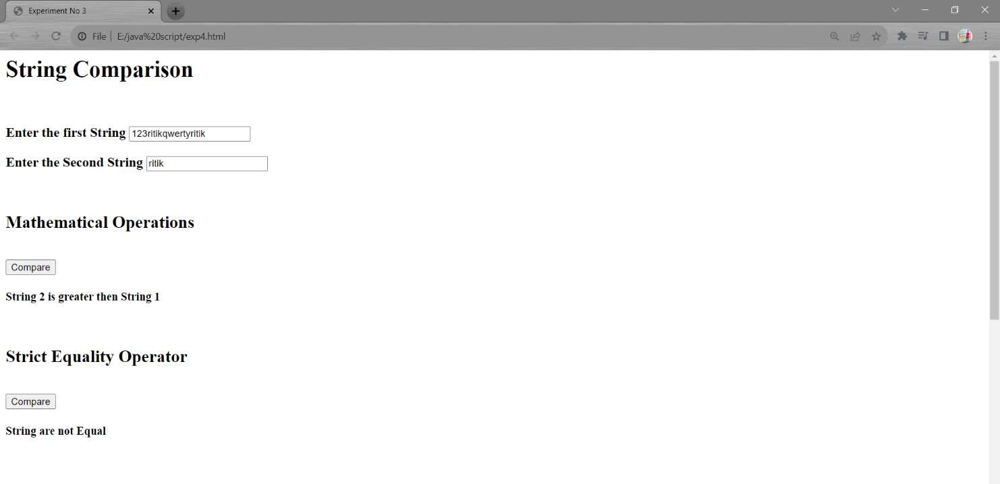 Experiment No 3
File | E:/java%20script/exp4.html
String Comparison
Enter the first String 123ritikqwertyritik
Enter the Second String ritik
Mathematical Operations
Compare
String 2 is greater then String 1
Strict Equality Operator
Compare
String are not Equal